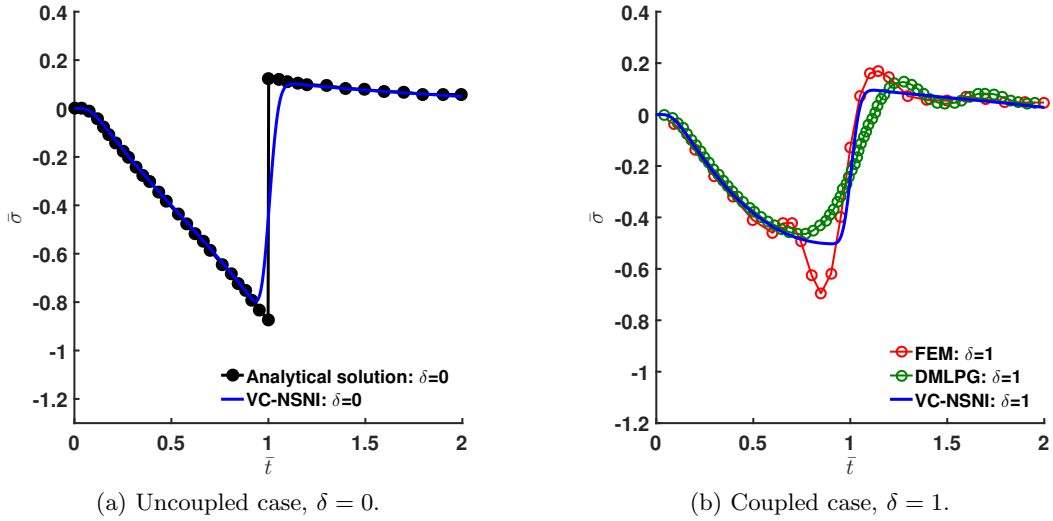 0.4
0.2
0
-0.2
-0.4
-0.6
-0.8
-1
-1.2
σ̄
0
0.5
1
1.5
2
t̄
Analytical solution: δ=0
VC-NSNI: δ=0
(a) Uncoupled case, δ = 0.
0.4
0.2
0
-0.2
-0.4
-0.6
-0.8
-1
-1.2
σ̄
0
0.5
1
1.5
2
t̄
FEM: δ=1
DMLPG: δ=1
VC-NSNI: δ=1
(b) Coupled case, δ = 1.